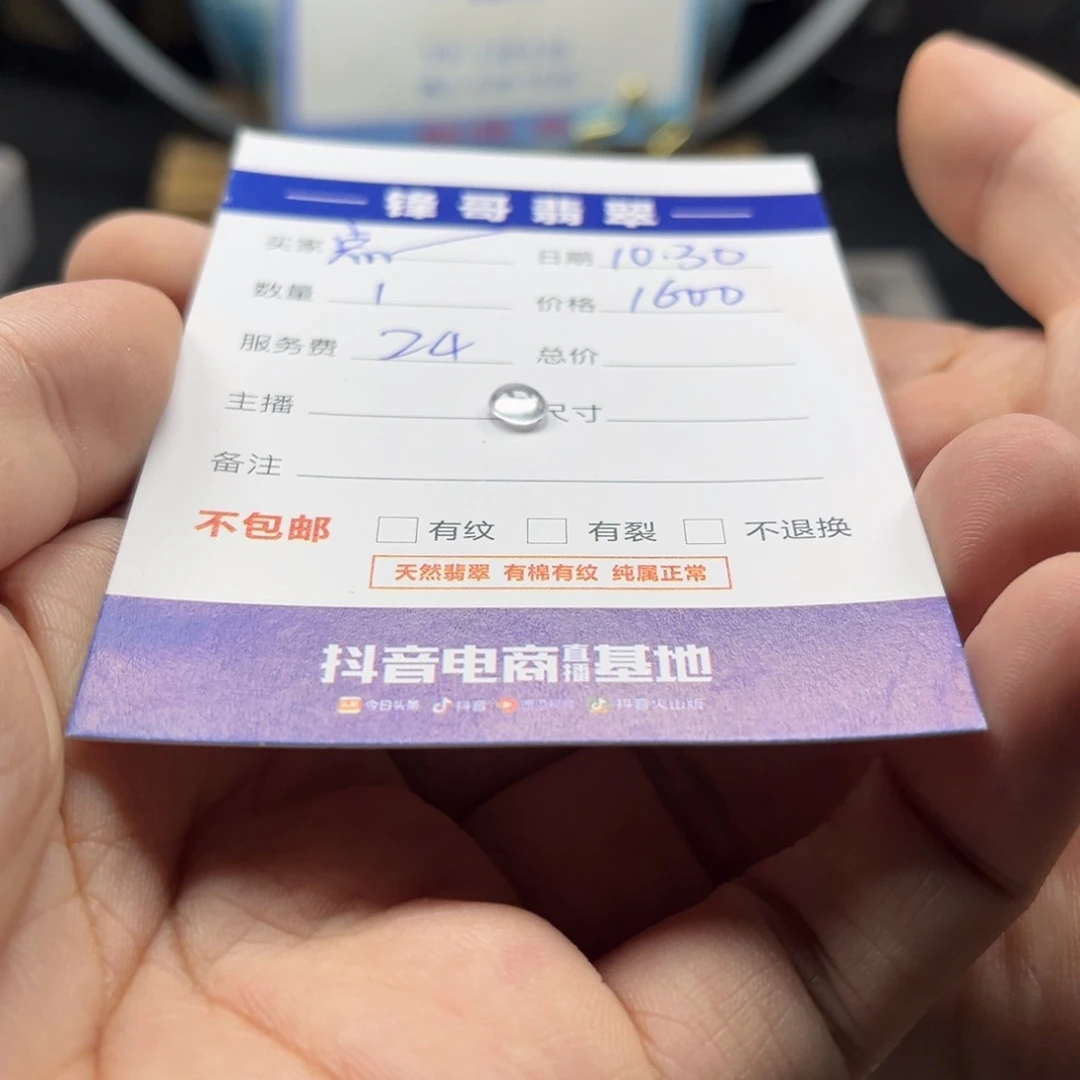 锋哥翡翠
买家 点 日期 10.30
数量 1 价格 1600
服务费 24 总价
主播 尺寸
备注
不包邮 有纹 有裂 不退换
天然翡翠 有棉有纹 纯属正常
抖音电商直播基地
今日头条 抖音 抖音火山版